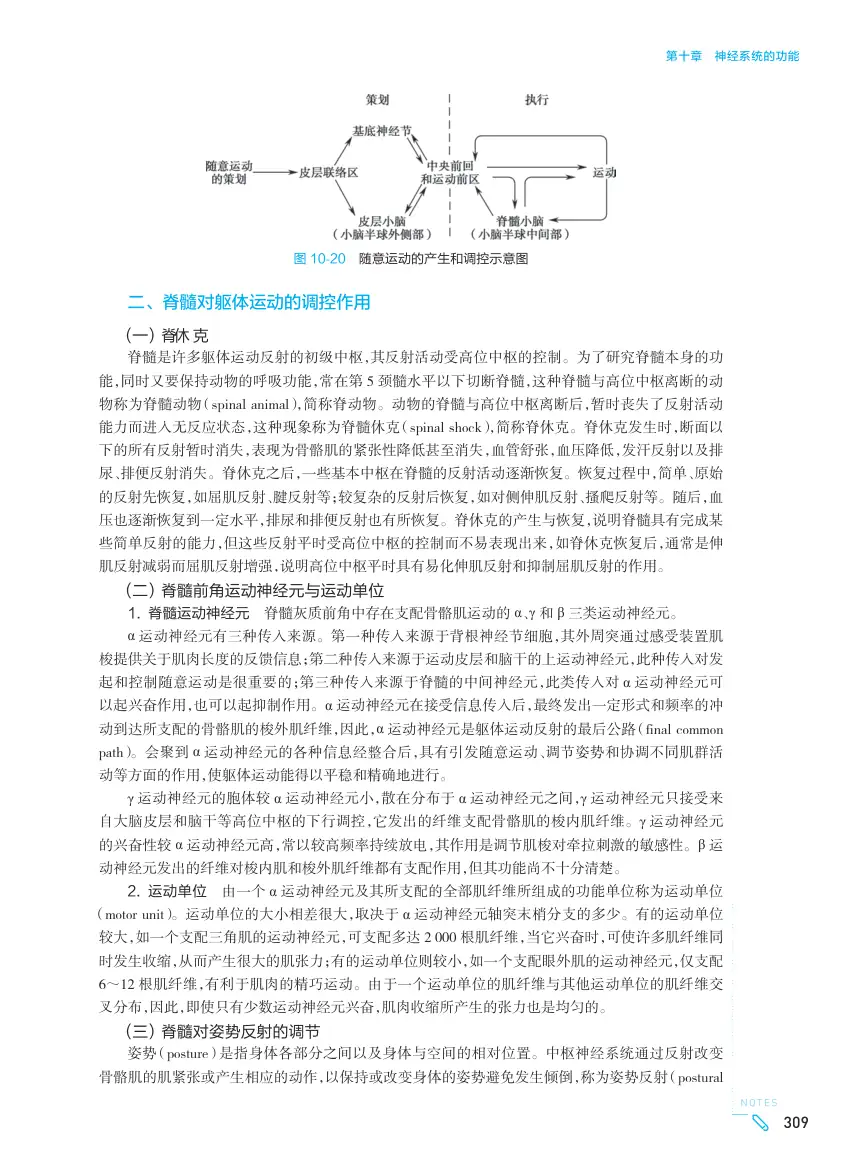 第十章 神经系统的功能
策划 执行
基底神经节
随意运动
的策划
皮层联络区
中央前回
和运动前区
运动
皮层小脑
（小脑半球外侧部）
脊髓小脑
（小脑半球中间部）
图 10-20 随意运动的产生和调控示意图
二、脊髓对躯体运动的调控作用
（一）脊休克
脊髓是许多躯体运动反射的初级中枢，其反射活动受高位中枢的控制。为了研究脊髓本身的功
能，同时又要保持动物的呼吸功能，常在第 5 颈髓水平以下切断脊髓，这种脊髓与高位中枢离断的动
物称为脊髓动物（spinal animal），简称脊动物。动物的脊髓与高位中枢离断后，暂时丧失了反射活动
能力而进入无反应状态，这种现象称为脊髓休克（spinal shock），简称脊休克。脊休克发生时，断面以
下的所有反射暂时消失，表现为骨骼肌的紧张性降低甚至消失，血管舒张，血压降低，发汗反射以及排
尿、排便反射消失。脊休克之后，一些基本中枢在脊髓的反射活动逐渐恢复。恢复过程中，简单、原始
的反射先恢复，如屈肌反射、腱反射等；较复杂的反射后恢复，如对侧伸肌反射、搔爬反射等。随后，血
压也逐渐恢复到一定水平，排尿和排便反射也有所恢复。脊休克的产生与恢复，说明脊髓具有完成某
些简单反射的能力，但这些反射平时受高位中枢的控制而不易表现出来，如脊休克恢复后，通常是伸
肌反射减弱而屈肌反射增强，说明高位中枢平时具有易化伸肌反射和抑制屈肌反射的作用。
（二）脊髓前角运动神经元与运动单位
1. 脊髓运动神经元 脊髓灰质前角中存在支配骨骼肌运动的 α、γ 和 β 三类运动神经元。
α 运动神经元有三种传入来源。第一种传入来源于背根神经节细胞，其外周突通过感受装置肌
梭提供关于肌肉长度的反馈信息；第二种传入来源于运动皮层和脑干的上运动神经元，此种传入对发
起和控制随意运动是很重要的；第三种传入来源于脊髓的中间神经元，此类传入对 α 运动神经元可
以起兴奋作用，也可以起抑制作用。α 运动神经元在接受信息传入后，最终发出一定形式和频率的冲
动到达所支配的骨骼肌的梭外肌纤维，因此，α 运动神经元是躯体运动反射的最后公路（final common
path）。会聚到 α 运动神经元的各种信息经整合后，具有引发随意运动、调节姿势和协调不同肌群活
动等方面的作用，使躯体运动能得以平稳和精确地进行。
γ 运动神经元的胞体较 α 运动神经元小，散在分布于 α 运动神经元之间，γ 运动神经元只接受来
自大脑皮层和脑干等高位中枢的下行调控，它发出的纤维支配骨骼肌的梭内肌纤维。γ 运动神经元
的兴奋性较 α 运动神经元高，常以较高频率持续放电，其作用是调节肌梭对牵拉刺激的敏感性。β 运
动神经元发出的纤维对梭内肌和梭外肌纤维都有支配作用，但其功能尚不十分清楚。
2. 运动单位 由一个 α 运动神经元及其所支配的全部肌纤维所组成的功能单位称为运动单位
（motor unit）。运动单位的大小相差很大，取决于 α 运动神经元轴突末梢分支的多少。有的运动单位
较大，如一个支配三角肌的运动神经元，可支配多达 2 000 根肌纤维，当它兴奋时，可使许多肌纤维同
时发生收缩，从而产生很大的肌张力；有的运动单位则较小，如一个支配眼外肌的运动神经元，仅支配
6～12 根肌纤维，有利于肌肉的精巧运动。由于一个运动单位的肌纤维与其他运动单位的肌纤维交
叉分布，因此，即使只有少数运动神经元兴奋，肌肉收缩所产生的张力也是均匀的。
（三）脊髓对姿势反射的调节
姿势（posture）是指身体各部分之间以及身体与空间的相对位置。中枢神经系统通过反射改变
骨骼肌的肌紧张或产生相应的动作，以保持或改变身体的姿势避免发生倾倒，称为姿势反射（postural
NOTES
309